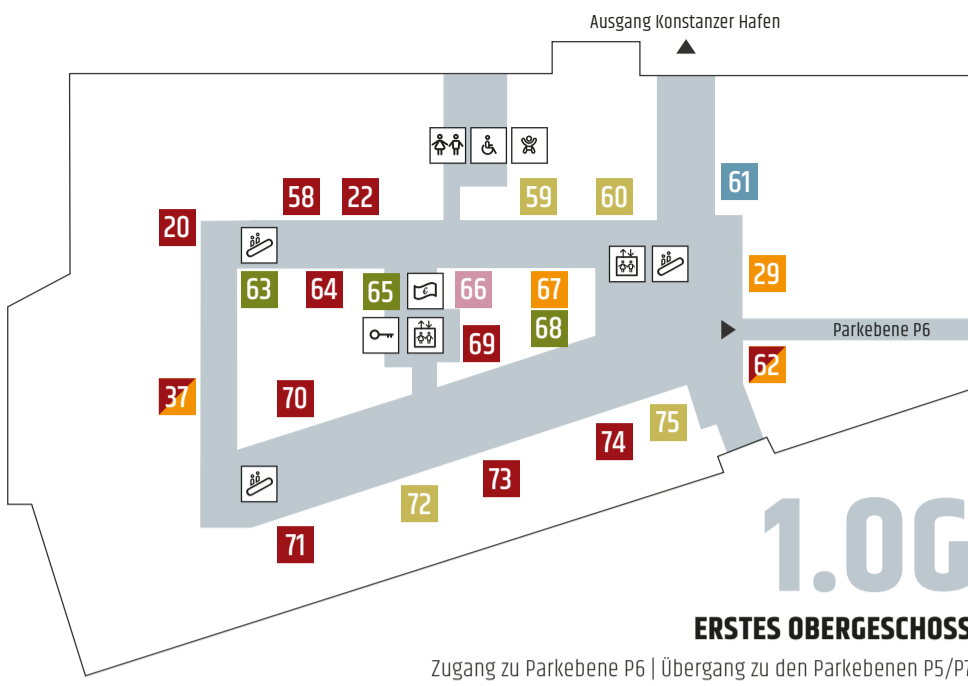 Ausgang Konstanzer Hafen
61
58 22 59 60
20
29
63 64 65 € 66 67
68
Parkebene P6
69
62
37 70
75
74
73
72
71
1.OG
ERSTES OBERGESCHOSS
Zugang zu Parkebene P6 | Übergang zu den Parkebenen P5/P7